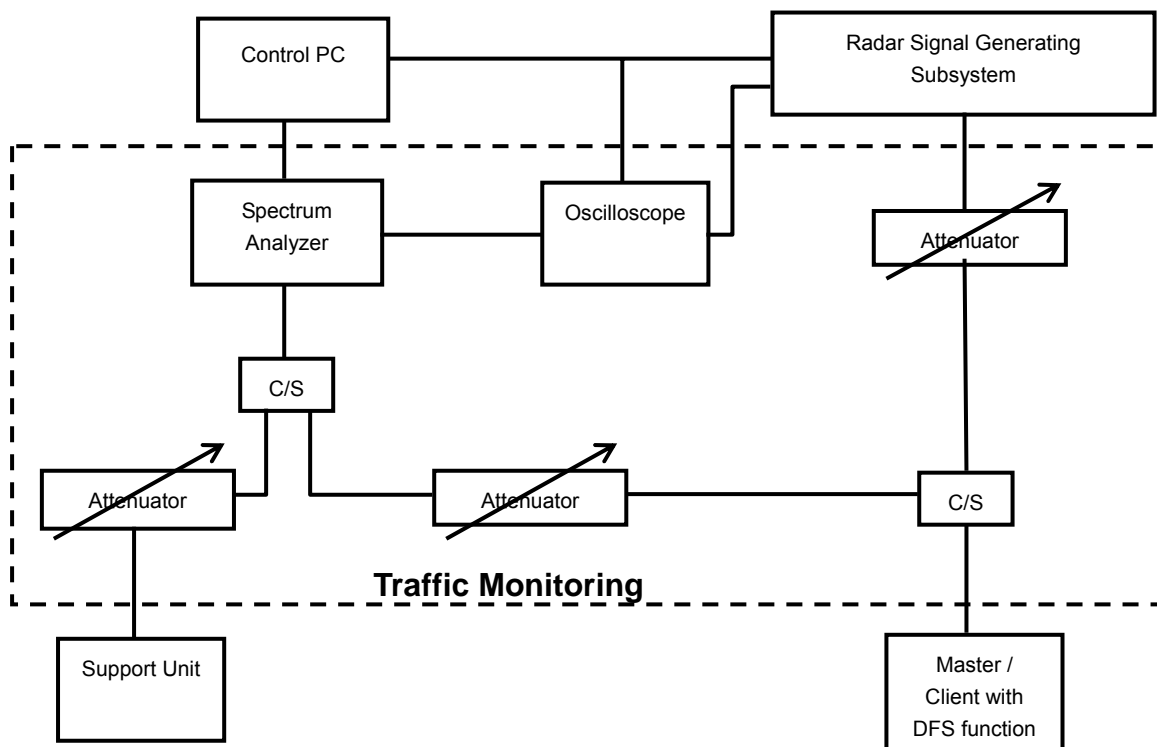 Control PC
Radar Signal Generating
Subsystem
Spectrum
Analyzer
Oscilloscope
Attenuator
C/S
Attenuator
Attenuator
C/S
Traffic Monitoring
Support Unit
Master /
Client with
DFS function